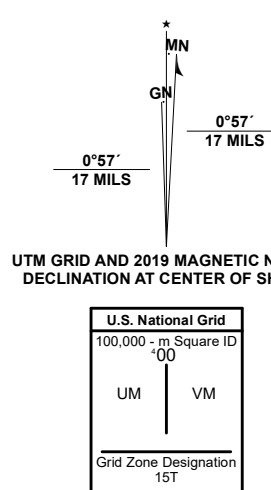 ★
MN
GN
0°57´
17 MILS
0°57´
17 MILS
UTM GRID AND 2019 MAGNETIC
DECLINATION AT CENTER OF
U.S. National Grid
100,000 - m Square ID
⁴00
UM VM
Grid Zone Designation
15T